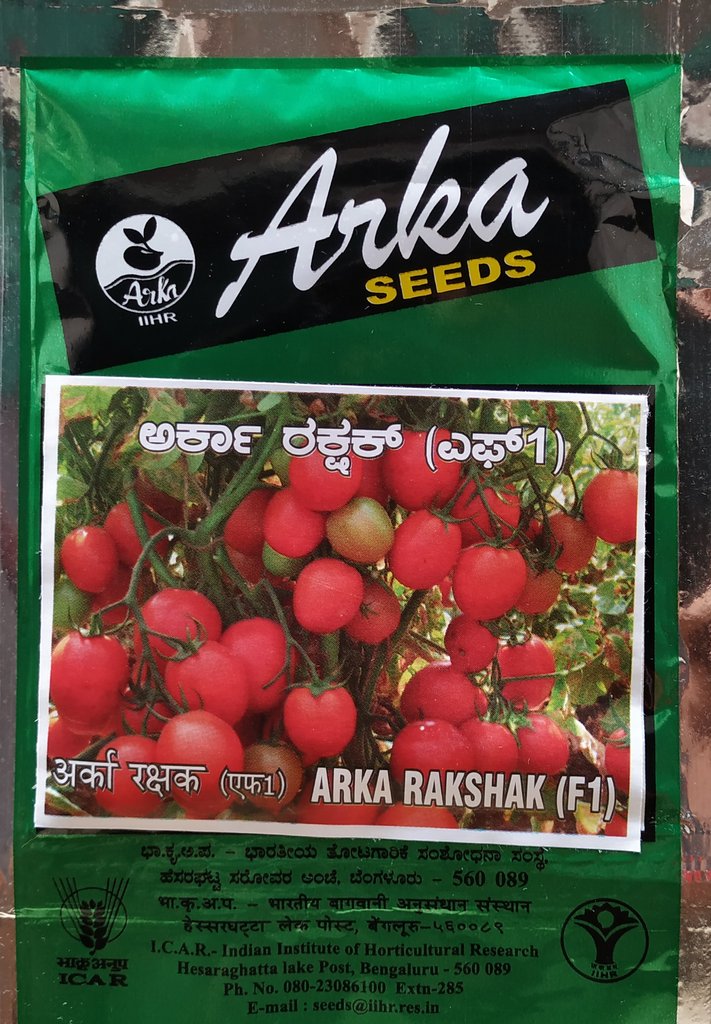 Arka
SEEDS
Arka
IIHR
ಅರ್ಕಾ ರಕ್ಷಕ್ (ಎಫ್1)
अर्का रक्षक (एफ1)
ARKA RAKSHAK (F1)
ಭಾ.ಕೃ.ಅ.ಪ. – ಭಾರತೀಯ ತೋಟಗಾರಿಕೆ ಸಂಶೋಧನಾ ಸಂಸ್ಥೆ,
ಹೆಸರಘಟ್ಟ ಸರೋವರ ಅಂಚೆ, ಬೆಂಗಳೂರು – 560 089
भा.कृ.अ.प. – भारतीय बागवानी अनुसंधान संस्थान
हेस्सरघट्टा लेक पोस्ट, बेंगलूरु–५६००८९
I.C.A.R.- Indian Institute of Horticultural Research
Hesaraghatta lake Post, Bengaluru - 560 089
Ph. No. 080-23086100 Extn-285
E-mail : seeds@iihr.res.in
भाकृअनुप
ICAR
IIHR